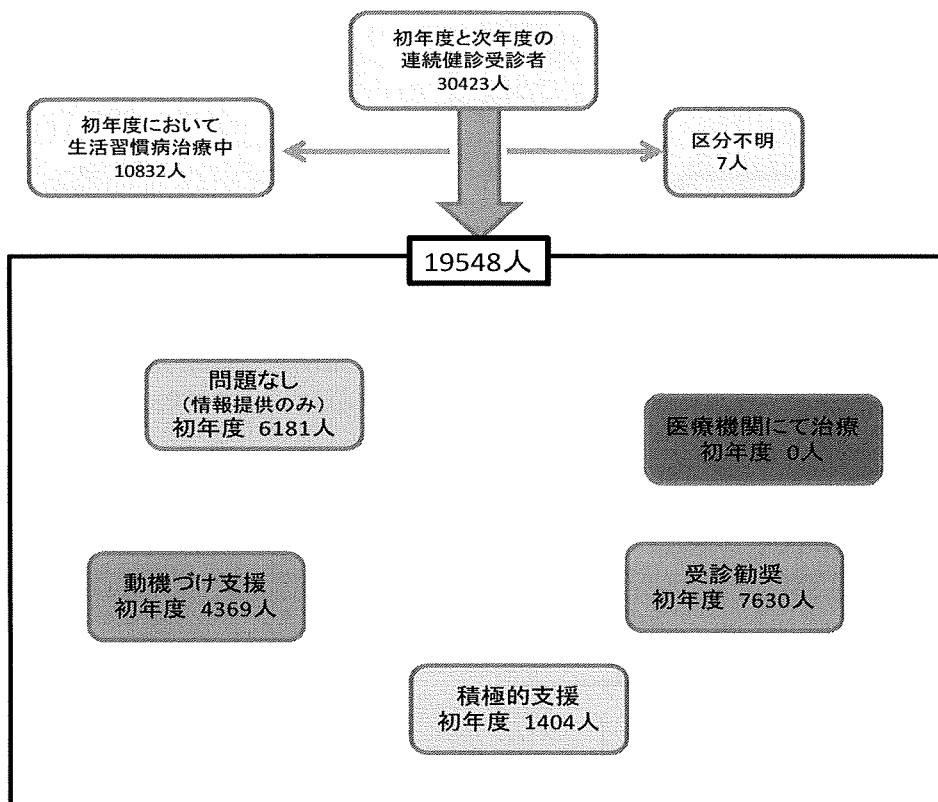 初年度と次年度の
連続健診受診者
30423人
初年度において
生活習慣病治療中
10832人
区分不明
7人
19548人
問題なし
(情報提供のみ)
初年度 6181人
医療機関にて治療
初年度 0人
動機づけ支援
初年度 4369人
受診勧奨
初年度 7630人
積極的支援
初年度 1404人